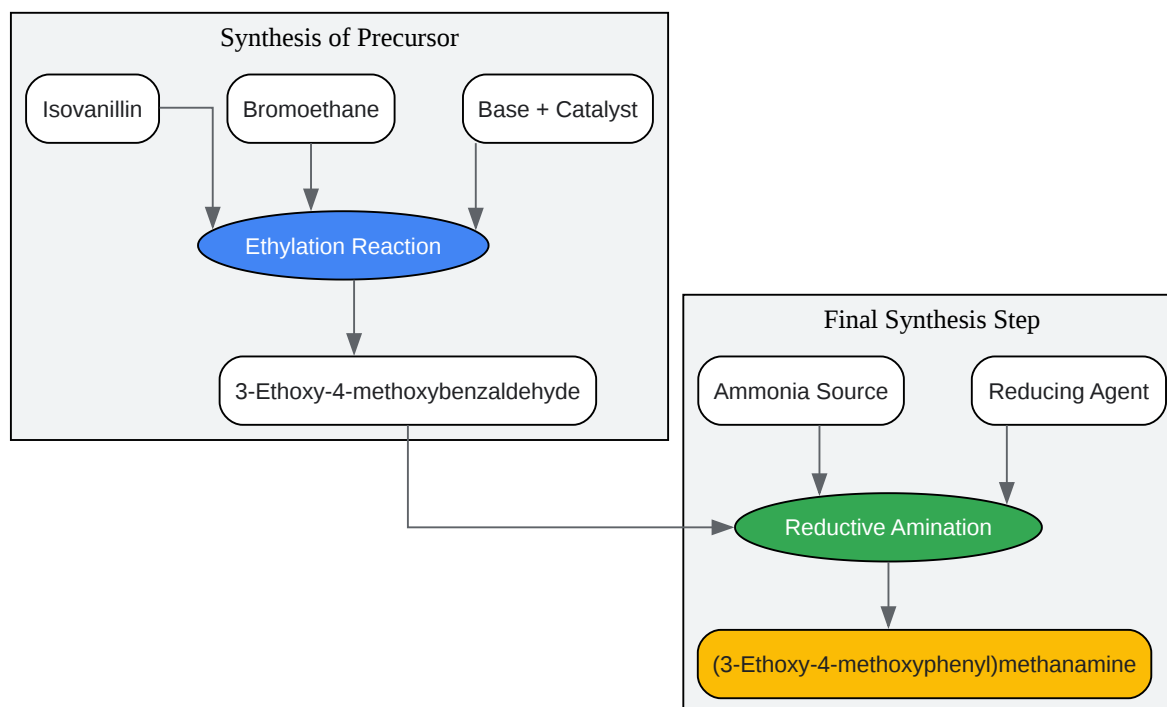 Synthesis of Precursor
Isovanillin
Bromoethane
Base + Catalyst
Ethylation Reaction
3-Ethoxy-4-methoxybenzaldehyde
Final Synthesis Step
Ammonia Source
Reducing Agent
Reductive Amination
(3-Ethoxy-4-methoxyphenyl)methanamine